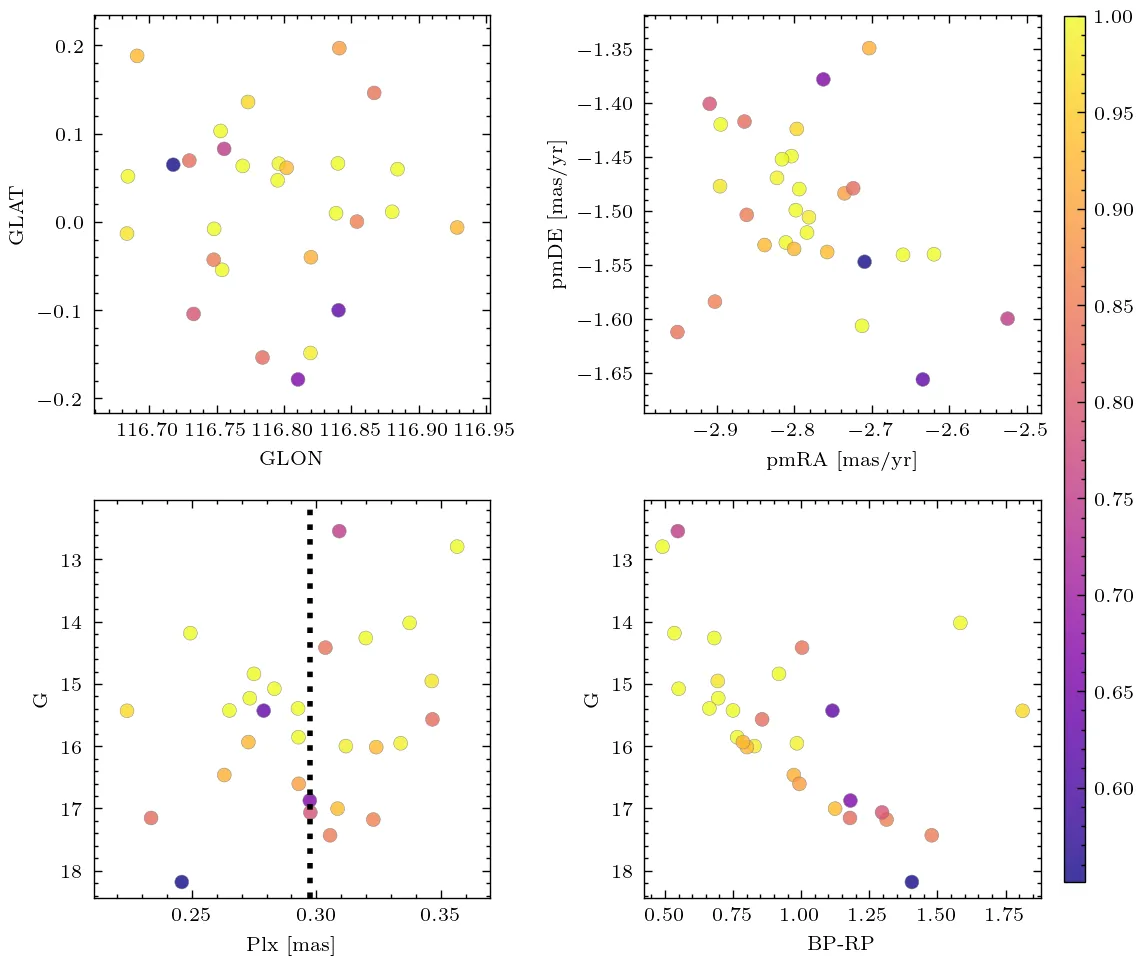 0.2
0.1
0.0
−0.1
−0.2
GLAT
116.70 116.75 116.80 116.85 116.90 116.95
GLON
−1.35
−1.40
−1.45
−1.50
−1.55
−1.60
−1.65
pmDE [mas/yr]
−2.9 −2.8 −2.7 −2.6 −2.5
pmRA [mas/yr]
1.00
0.95
0.90
0.85
0.80
0.75
0.70
0.65
0.60
13
14
15
16
17
18
G
0.25 0.30 0.35
Plx [mas]
13
14
15
16
17
18
G
0.50 0.75 1.00 1.25 1.50 1.75
BP-RP